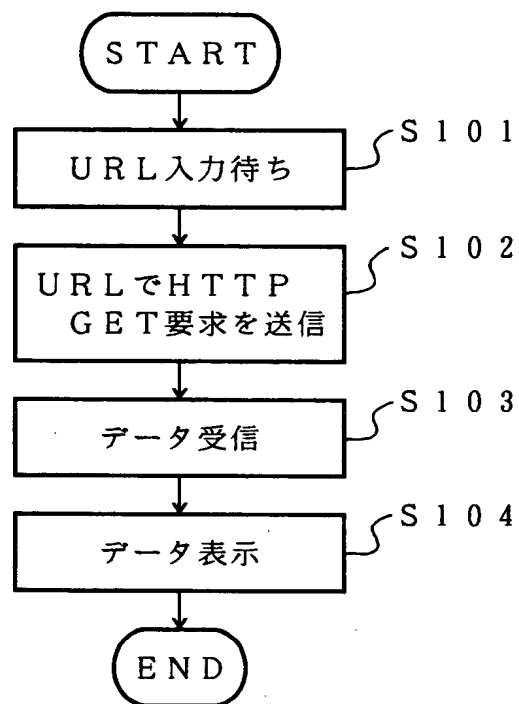 ＳＴＡＲＴ
Ｓ１０１
ＵＲＬ入力待ち
Ｓ１０２
ＵＲＬでＨＴＴＰ
ＧＥＴ要求を送信
Ｓ１０３
データ受信
Ｓ１０４
データ表示
ＥＮＤ